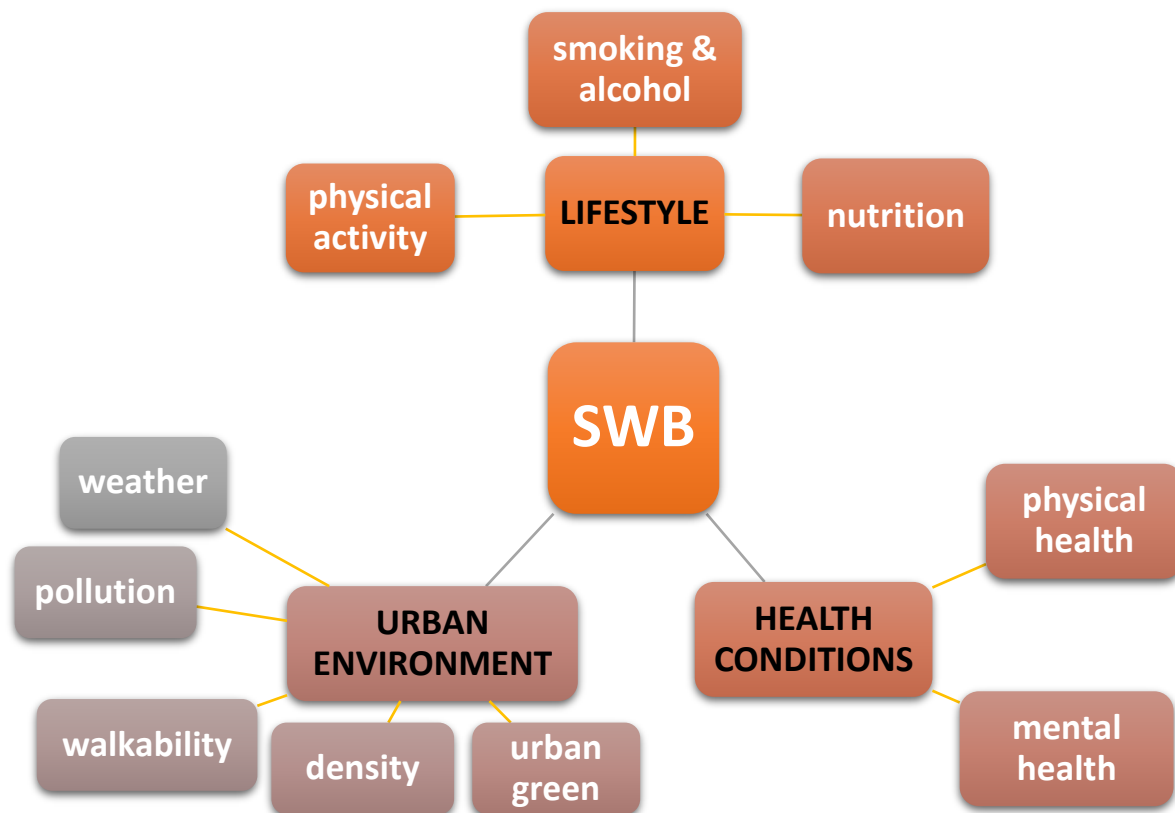 smoking &
alcohol
physical
activity
LIFESTYLE
nutrition
SWB
weather
pollution
URBAN
ENVIRONMENT
walkability
density
urban
green
physical
health
HEALTH
CONDITIONS
mental
health